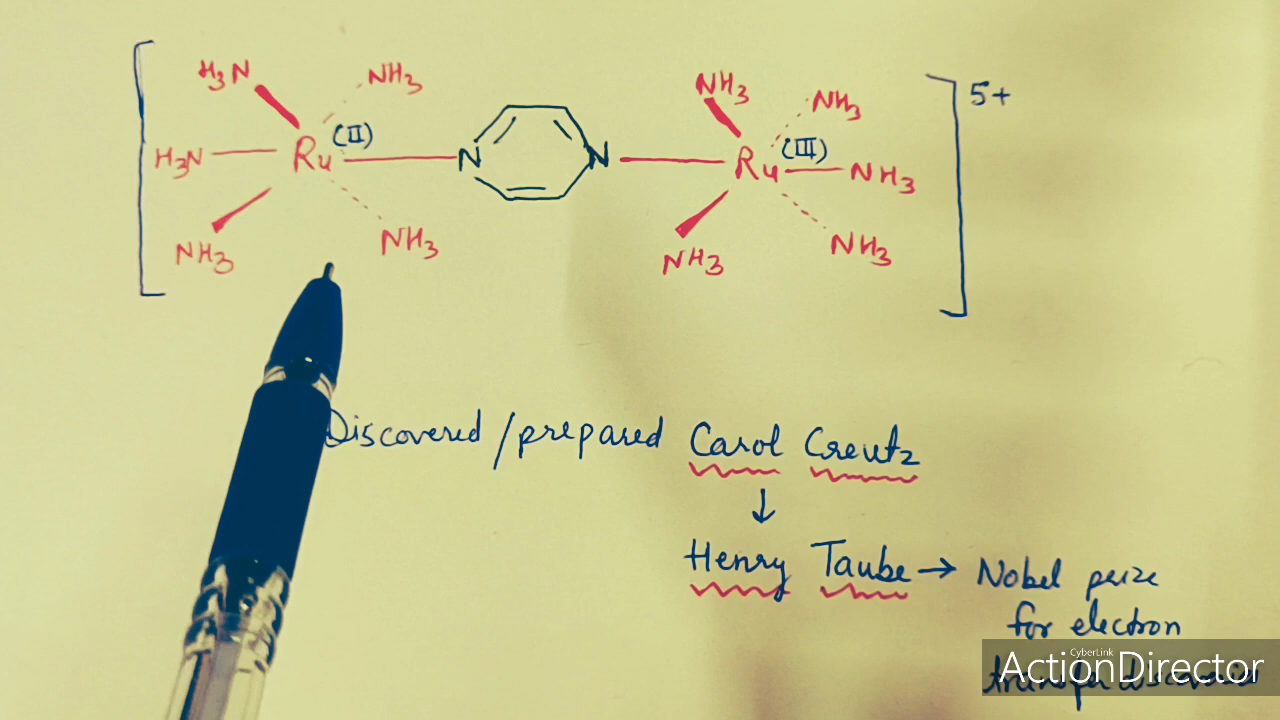 H₃N NH₃ NH₃ NH₃ 5+
(II) (III)
H₃N Ru N N Ru NH₃
NH₃ NH₃ NH₃ NH₃
Discovered/prepared Carol Creutz
↓
Henry Taube → Nobel prize
for electron
CyberLink
ActionDirector